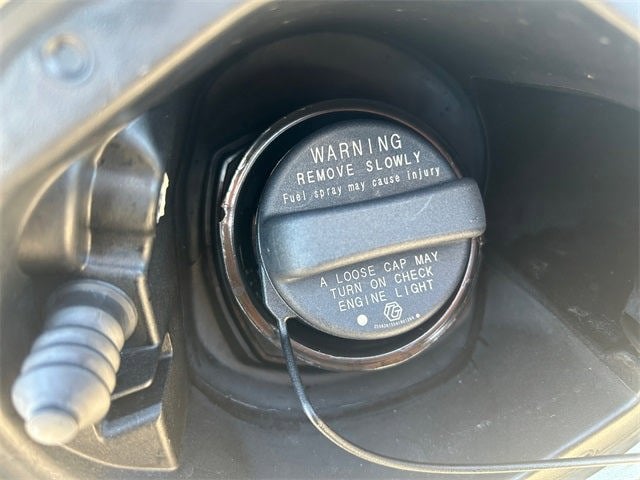 WARNING
REMOVE SLOWLY
Fuel spray may cause injury
A LOOSE CAP MAY
TURN ON CHECK
ENGINE LIGHT